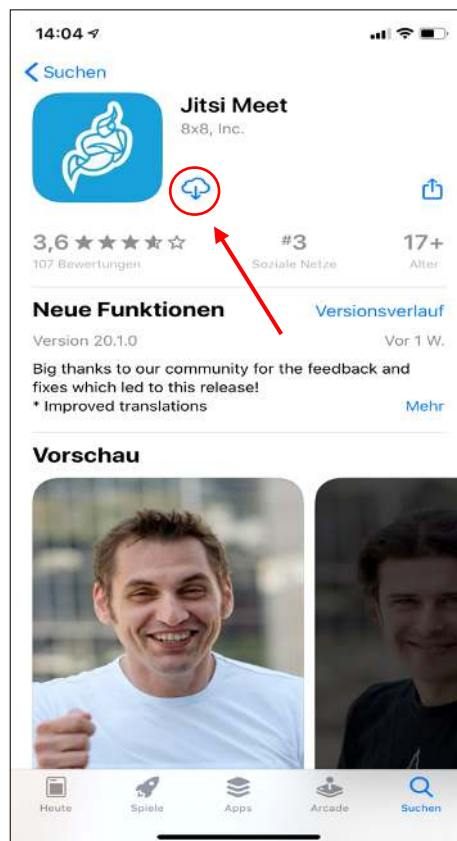 14:04
Suchen
Jitsi Meet
8x8, Inc.
3,6
#3
17+
107 Bewertungen
Soziale Netze
Alter
Neue Funktionen
Versionsverlauf
Version 20.1.0
Vor 1 W.
Big thanks to our community for the feedback and
fixes which led to this release!
* Improved translations
Mehr
Vorschau
Heute
Spiele
Apps
Arcade
Suchen